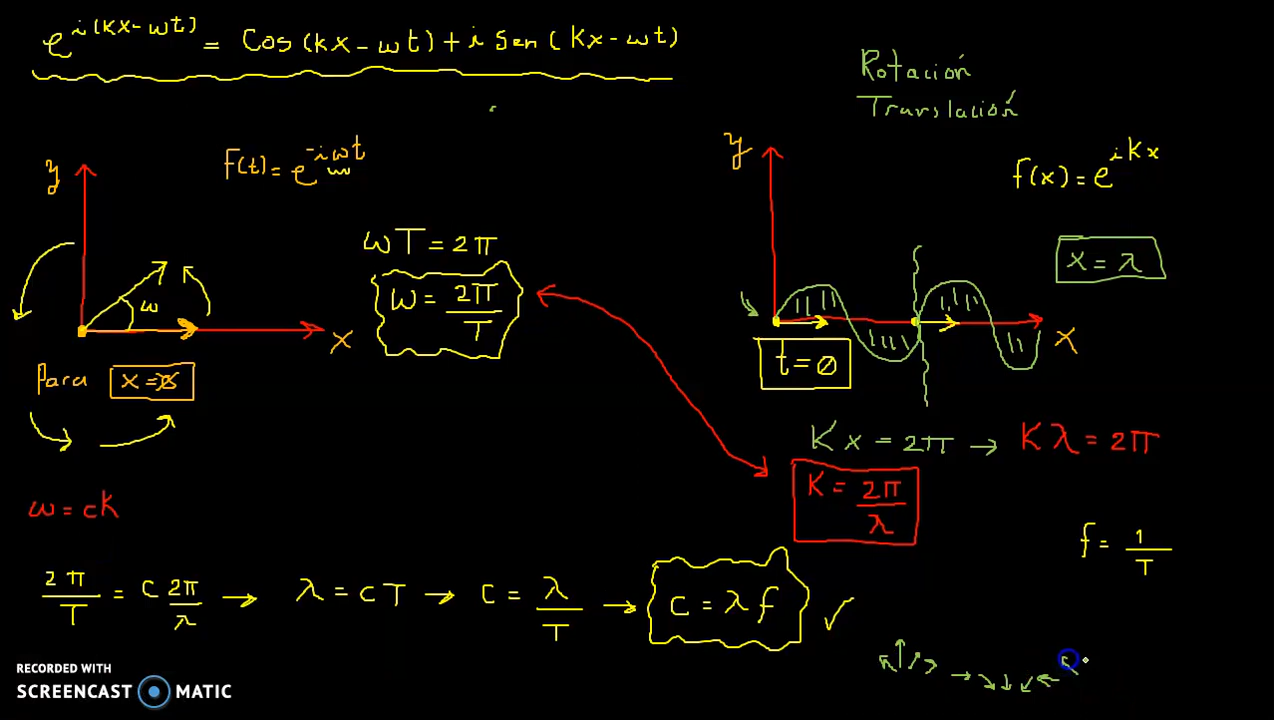 e^{i(kx-ωt)} = Cos(kx-ωt)+i Sen(kx-ωt)
Rotación
Translación
y
f(t)=e^{-iωt}
ωT=2π
ω=2π/T
ω
x
Para x=0
y
f(x)=e^{iKx}
x=λ
x
t=0
Kx=2π → Kλ=2π
K=2π/λ
f=1/T
ω=cK
2π/T = C 2π/λ → λ=cT → C=λ/T → C=λf ✓
RECORDED WITH
SCREENCAST MATIC